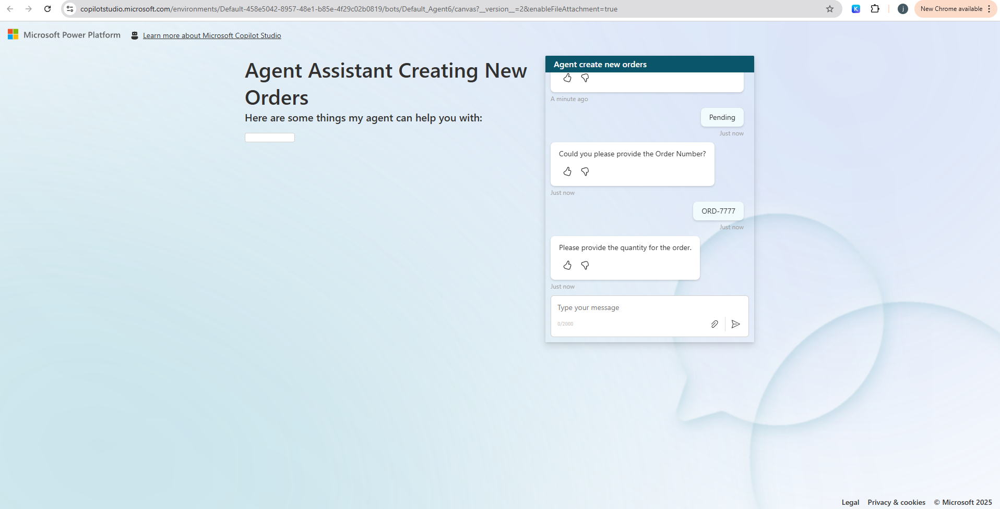 copilotstudio.microsoft.com/environments/Default-458e5042-8957-48e1-b85e-4f29c02b0819/bots/Default_Agent6/canvas?__version__=2&enableFileAttachment=true
K
j
New Chrome available
Microsoft Power Platform
Learn more about Microsoft Copilot Studio
Agent Assistant Creating New
Orders
Here are some things my agent can help you with:
Agent create new orders
A minute ago
Pending
Just now
Could you please provide the Order Number?
Just now
ORD-7777
Just now
Please provide the quantity for the order.
Just now
Type your message
0/2000
Legal Privacy & cookies © Microsoft 2025